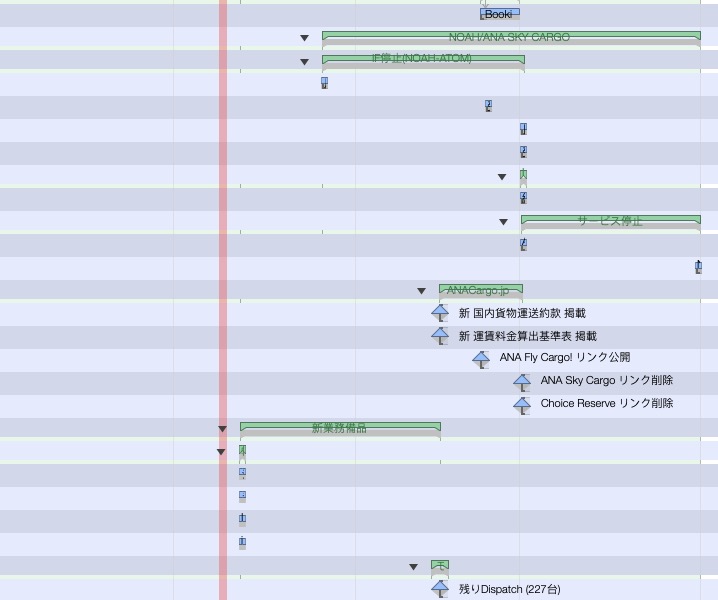 Booki
NOAH/ANA SKY CARGO
IF停止(NOAH-ATOM)
サービス停止
ANACargo.jp
新 国内貨物運送約款 掲載
新 運賃料金算出基準表 掲載
ANA Fly Cargo! リンク公開
ANA Sky Cargo リンク削除
Choice Reserve リンク削除
新業務備品
残りDispatch (227台)